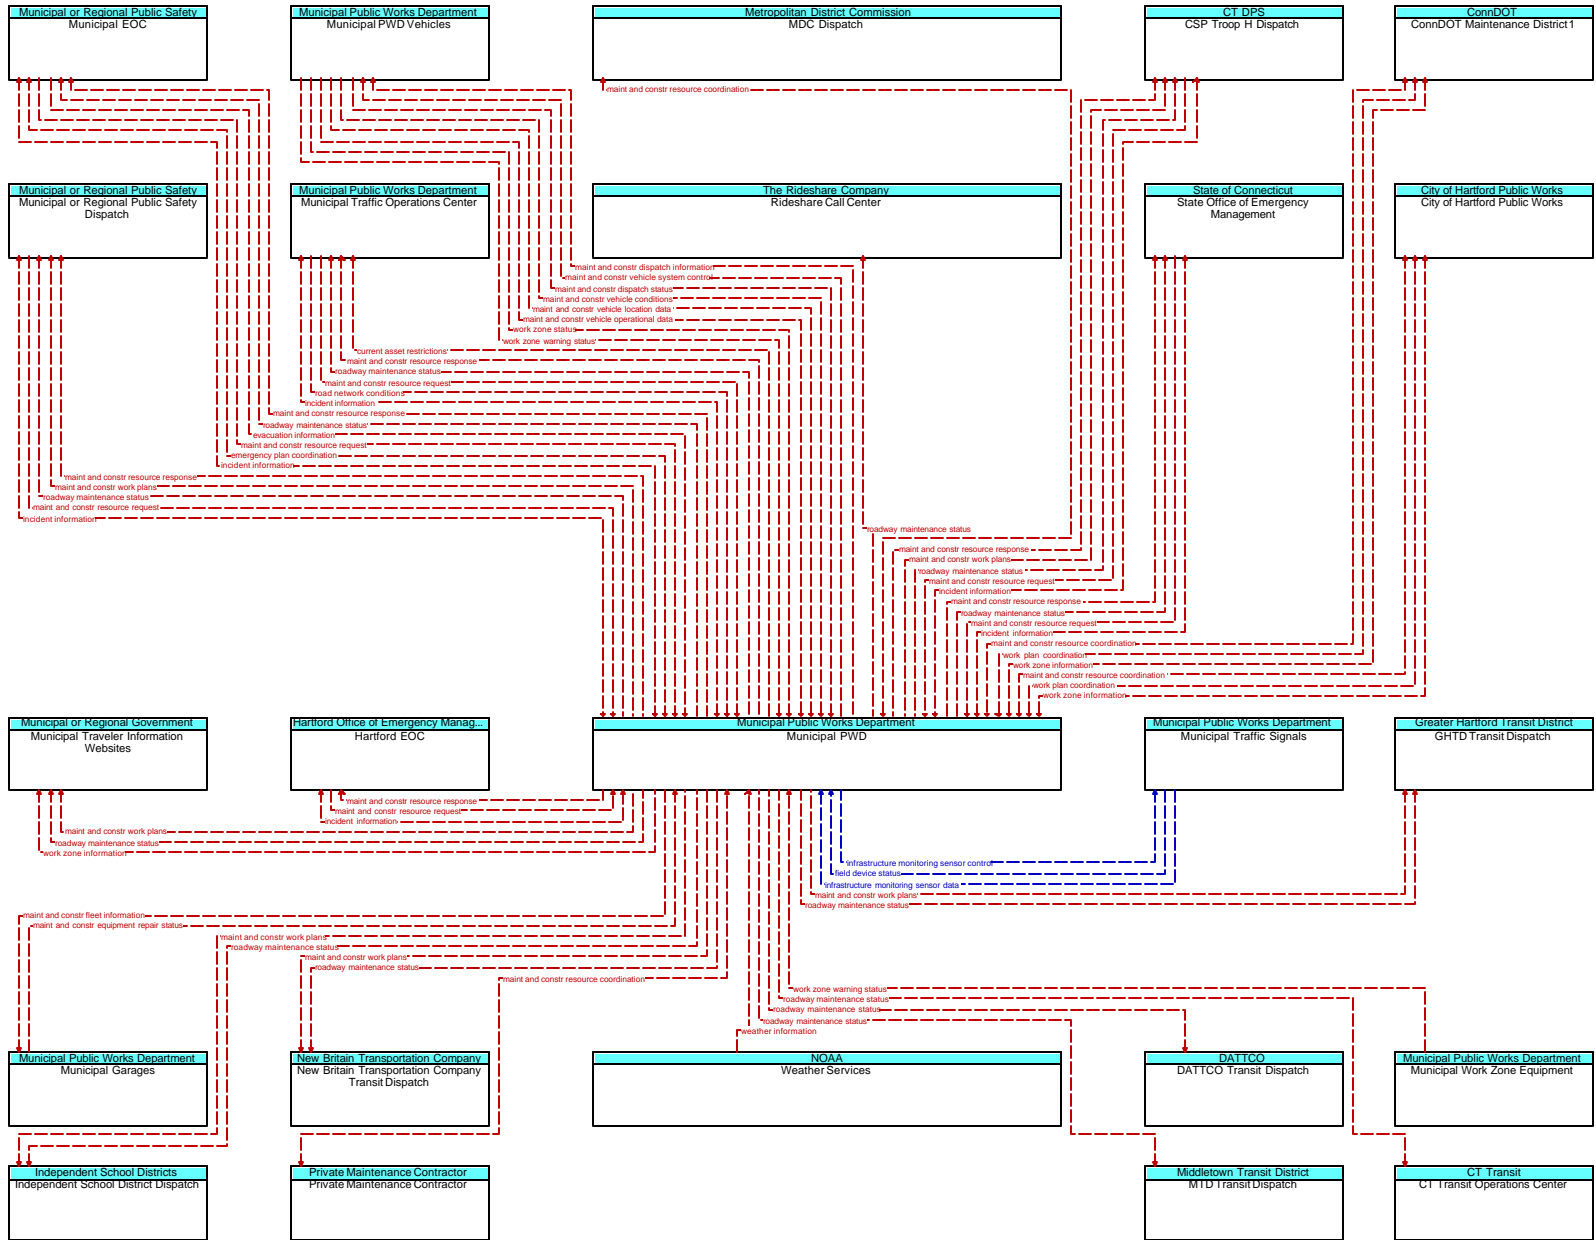 Municipal or Regional Public Safety
Municipal EOC
Municipal Public Works Department
Municipal PWD Vehicles
Metropolitan District Commission
MDC Dispatch
CT DPS
CSP Troop H Dispatch
ConnDOT
ConnDOT Maintenance District1
maint and constr resource coordination
Municipal or Regional Public Safety
Municipal or Regional Public Safety
Dispatch
Municipal Public Works Department
Municipal Traffic Operations Center
The Rideshare Company
Rideshare Call Center
State of Connecticut
State Office of Emergency
Management
City of Hartford Public Works
City of Hartford Public Works
maint and constr dispatch information
maint and constr vehicle system control
maint and constr dispatch status
maint and constr vehicle conditions
maint and constr vehicle location data
maint and constr vehicle operational data
work zone status
work zone warning status
current asset restrictions
maint and constr resource response
roadway maintenance status
maint and constr resource request
road network conditions
incident information
maint and constr resource response
roadway maintenance status
evacuation information
maint and constr resource request
emergency plan coordination
incident information
maint and constr resource response
maint and constr work plans
roadway maintenance status
maint and constr resource request
incident information
roadway maintenance status
maint and constr resource response
maint and constr work plans
roadway maintenance status
maint and constr resource request
incident information
maint and constr resource response
roadway maintenance status
maint and constr resource request
incident information
maint and constr resource coordination
work plan coordination
work zone information
maint and constr resource coordination
work plan coordination
work zone information
Municipal or Regional Government
Municipal Traveler Information
Websites
Hartford Office of Emergency Manag...
Hartford EOC
Municipal Public Works Department
Municipal PWD
Municipal Public Works Department
Municipal Traffic Signals
Greater Hartford Transit District
GHTD Transit Dispatch
maint and constr resource response
maint and constr resource request
incident information
maint and constr work plans
roadway maintenance status
work zone information
infrastructure monitoring sensor control
field device status
infrastructure monitoring sensor data
maint and constr work plans
roadway maintenance status
maint and constr fleet information
maint and constr equipment repair status
maint and constr work plans
roadway maintenance status
maint and constr work plans
roadway maintenance status
maint and constr resource coordination
work zone warning status
roadway maintenance status
roadway maintenance status
roadway maintenance status
weather information
Municipal Public Works Department
Municipal Garages
New Britain Transportation Company
New Britain Transportation Company
Transit Dispatch
NOAA
Weather Services
DATTCO
DATTCO Transit Dispatch
Municipal Public Works Department
Municipal Work Zone Equipment
Independent School Districts
Independent School District Dispatch
Private Maintenance Contractor
Private Maintenance Contractor
Middletown Transit District
MTD Transit Dispatch
CT Transit
CT Transit Operations Center